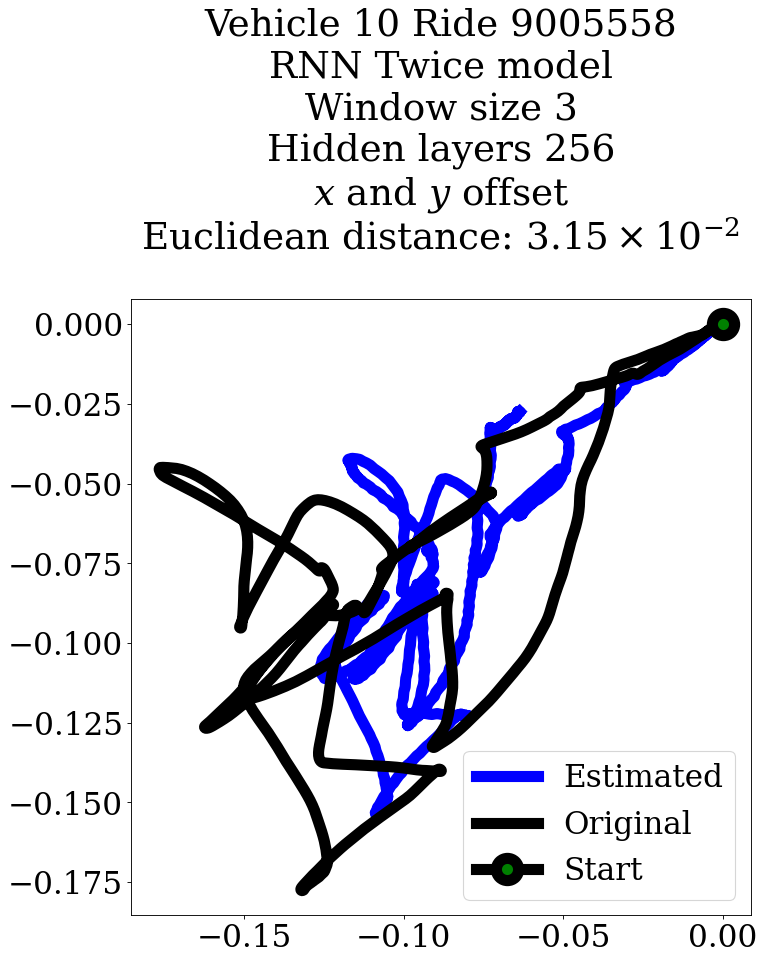 Vehicle 10 Ride 9005558
RNN Twice model
Window size 3
Hidden layers 256
x and y offset
Euclidean distance: 3.15 × 10⁻²
0.000
−0.025
−0.050
−0.075
−0.100
−0.125
−0.150
−0.175
Estimated
Original
Start
−0.15 −0.10 −0.05 0.00